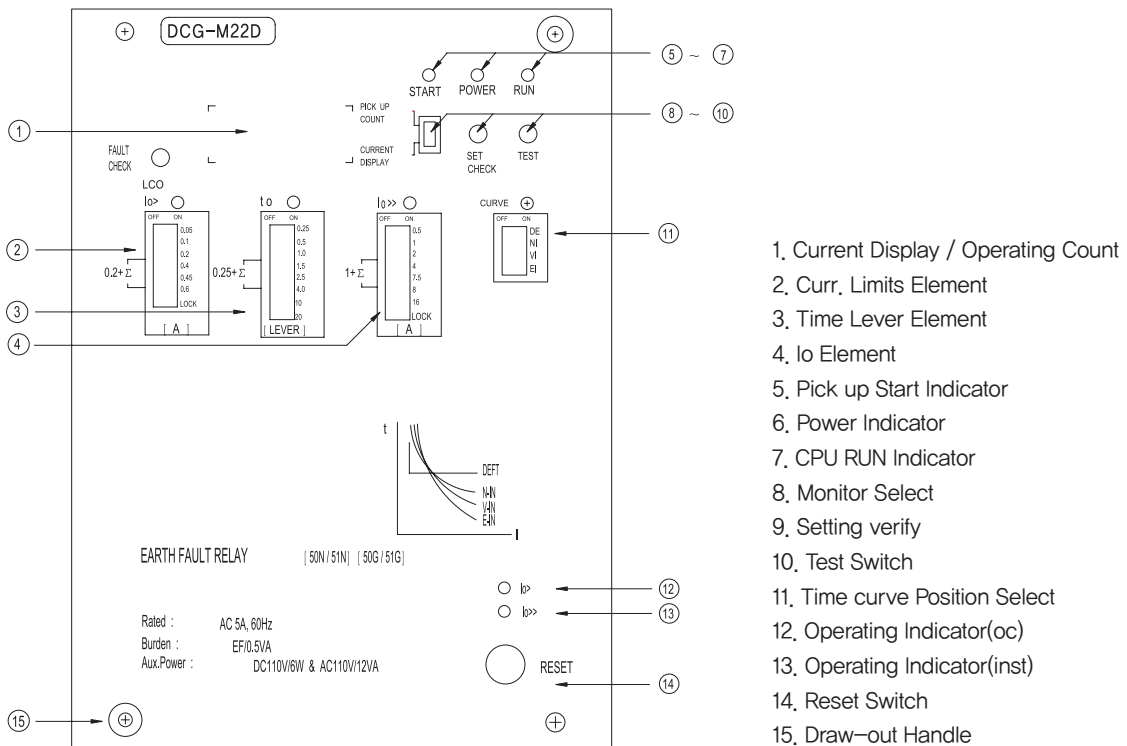 DCG-M22D
START POWER RUN
⑤ ~ ⑦
PICK UP
COUNT
⑧ ~ ⑩
①
CURRENT
DISPLAY
SET
CHECK
TEST
FAULT
CHECK
LCO
Io>
to
Io>>
CURVE
OFF ON
0.05
0.1
0.2
0.4
0.45
0.6
LOCK
0.2+Σ
[ A ]
②
OFF ON
0.25
0.5
1.0
1.5
2.5
4.0
10
20
0.25+Σ
[ LEVER ]
③
OFF ON
0.5
1
2
4
7.5
8
16
LOCK
1+Σ
[ A ]
④
OFF ON
DE
NI
VI
EI
⑪
t
DEFT
N-IN
V-IN
E-IN
I
EARTH FAULT RELAY [ 50N / 51N ] [ 50G / 51G ]
Io> ⑫
Io>> ⑬
Rated : AC 5A, 60Hz
Burden : EF/0.5VA
Aux.Power : DC110V/6W & AC110V/12VA
RESET
⑭
⑮
1. Current Display / Operating Count
2. Curr. Limits Element
3. Time Lever Element
4. Io Element
5. Pick up Start Indicator
6. Power Indicator
7. CPU RUN Indicator
8. Monitor Select
9. Setting verify
10. Test Switch
11. Time curve Position Select
12. Operating Indicator(oc)
13. Operating Indicator(inst)
14. Reset Switch
15. Draw-out Handle